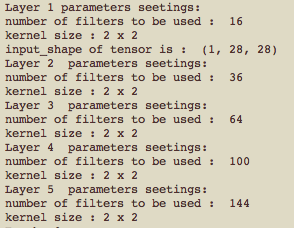 Layer 1 parameters seetings:
number of filters to be used :  16
kernel size : 2 x 2
input_shape of tensor is :  (1, 28, 28)
Layer 2  parameters seetings:
number of filters to be used :  36
kernel size : 2 x 2
Layer 3  parameters seetings:
number of filters to be used :  64
kernel size : 2 x 2
Layer 4  parameters seetings:
number of filters to be used :  100
kernel size : 2 x 2
Layer 5  parameters seetings:
number of filters to be used :  144
kernel size : 2 x 2